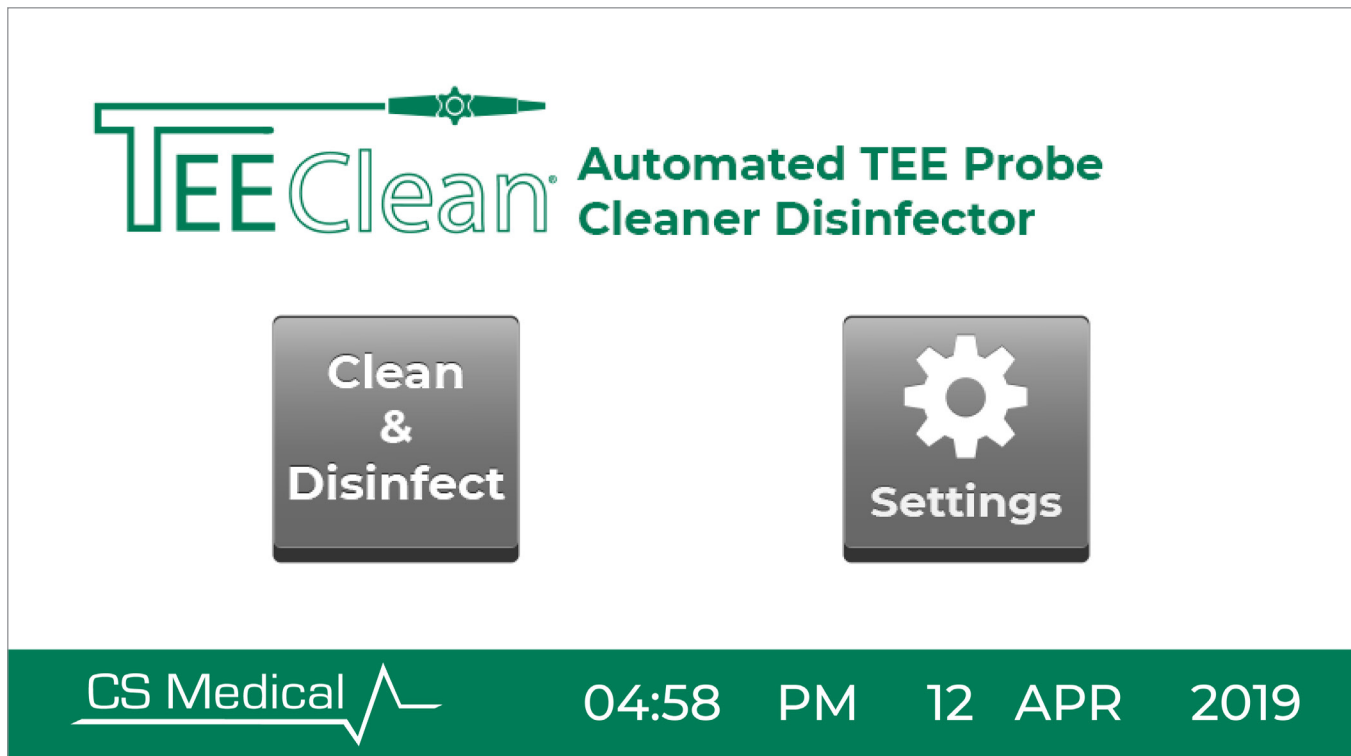 TEEClean®
Automated TEE Probe
Cleaner Disinfector
Clean
&
Disinfect
Settings
CS Medical
04:58 PM 12 APR 2019